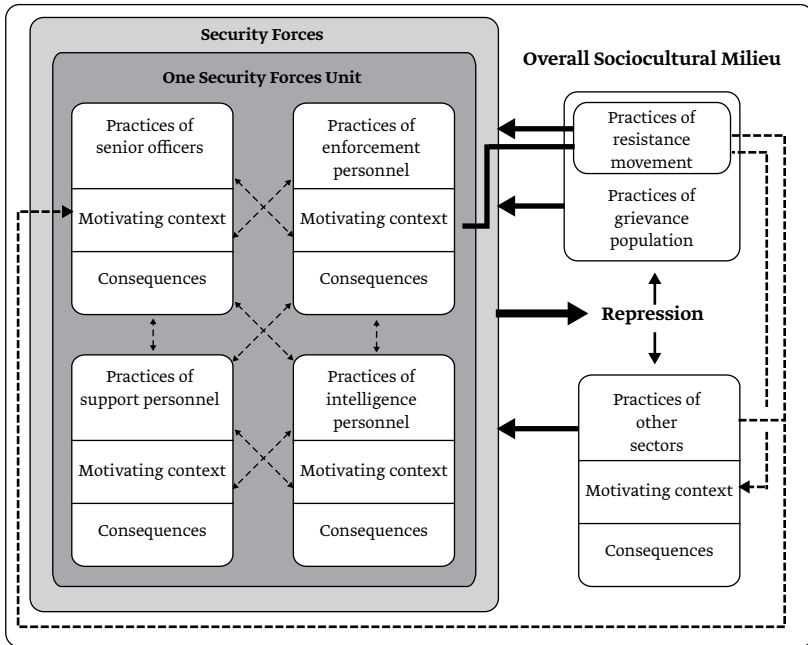 Security Forces
One Security Forces Unit
Practices of
senior officers
Motivating context
Consequences
Practices of
enforcement personnel
Motivating context
Consequences
Practices of
support personnel
Motivating context
Consequences
Practices of
intelligence
personnel
Motivating context
Consequences
Overall Sociocultural Milieu
Practices of
resistance
movement
Practices of
grievance
population
Repression
Practices of
other
sectors
Motivating context
Consequences